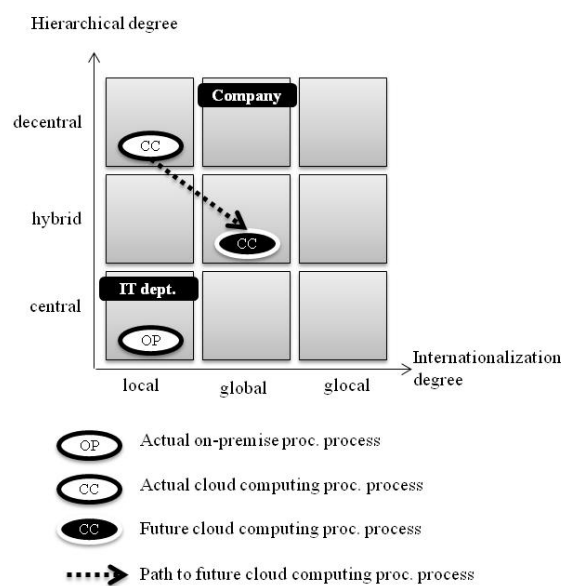 Hierarchical degree
Company
decentral
CC
hybrid
CC
IT dept.
central
OP
Internationalization
degree
local global glocal
OP Actual on-premise proc. process
CC Actual cloud computing proc. process
CC Future cloud computing proc. process
Path to future cloud computing proc. process